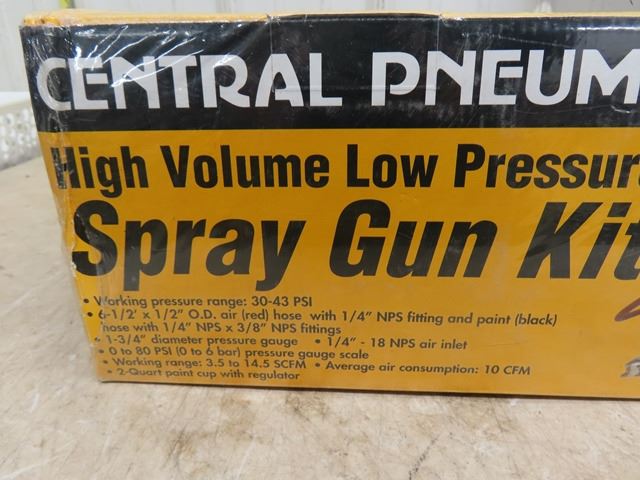 CENTRAL PNEUM
High Volume Low Pressure
Spray Gun Kit
• Working pressure range: 30-43 PSI
• 6-1/2' x 1/2" O.D. air (red) hose with 1/4" NPS fitting and paint (black)
hose with 1/4" NPS x 3/8" NPS fittings
• 1-3/4" diameter pressure gauge • 1/4" - 18 NPS air inlet
• 0 to 80 PSI (0 to 6 bar) pressure gauge scale
• Working range: 3.5 to 14.5 SCFM • Average air consumption: 10 CFM
• 2-Quart paint cup with regulator